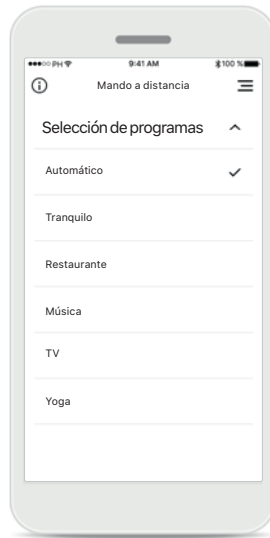 ●●●○○ PH 9:41 AM 100 %
Mando a distancia
Selección de programas
Automático
Tranquilo
Restaurante
Música
TV
Yoga